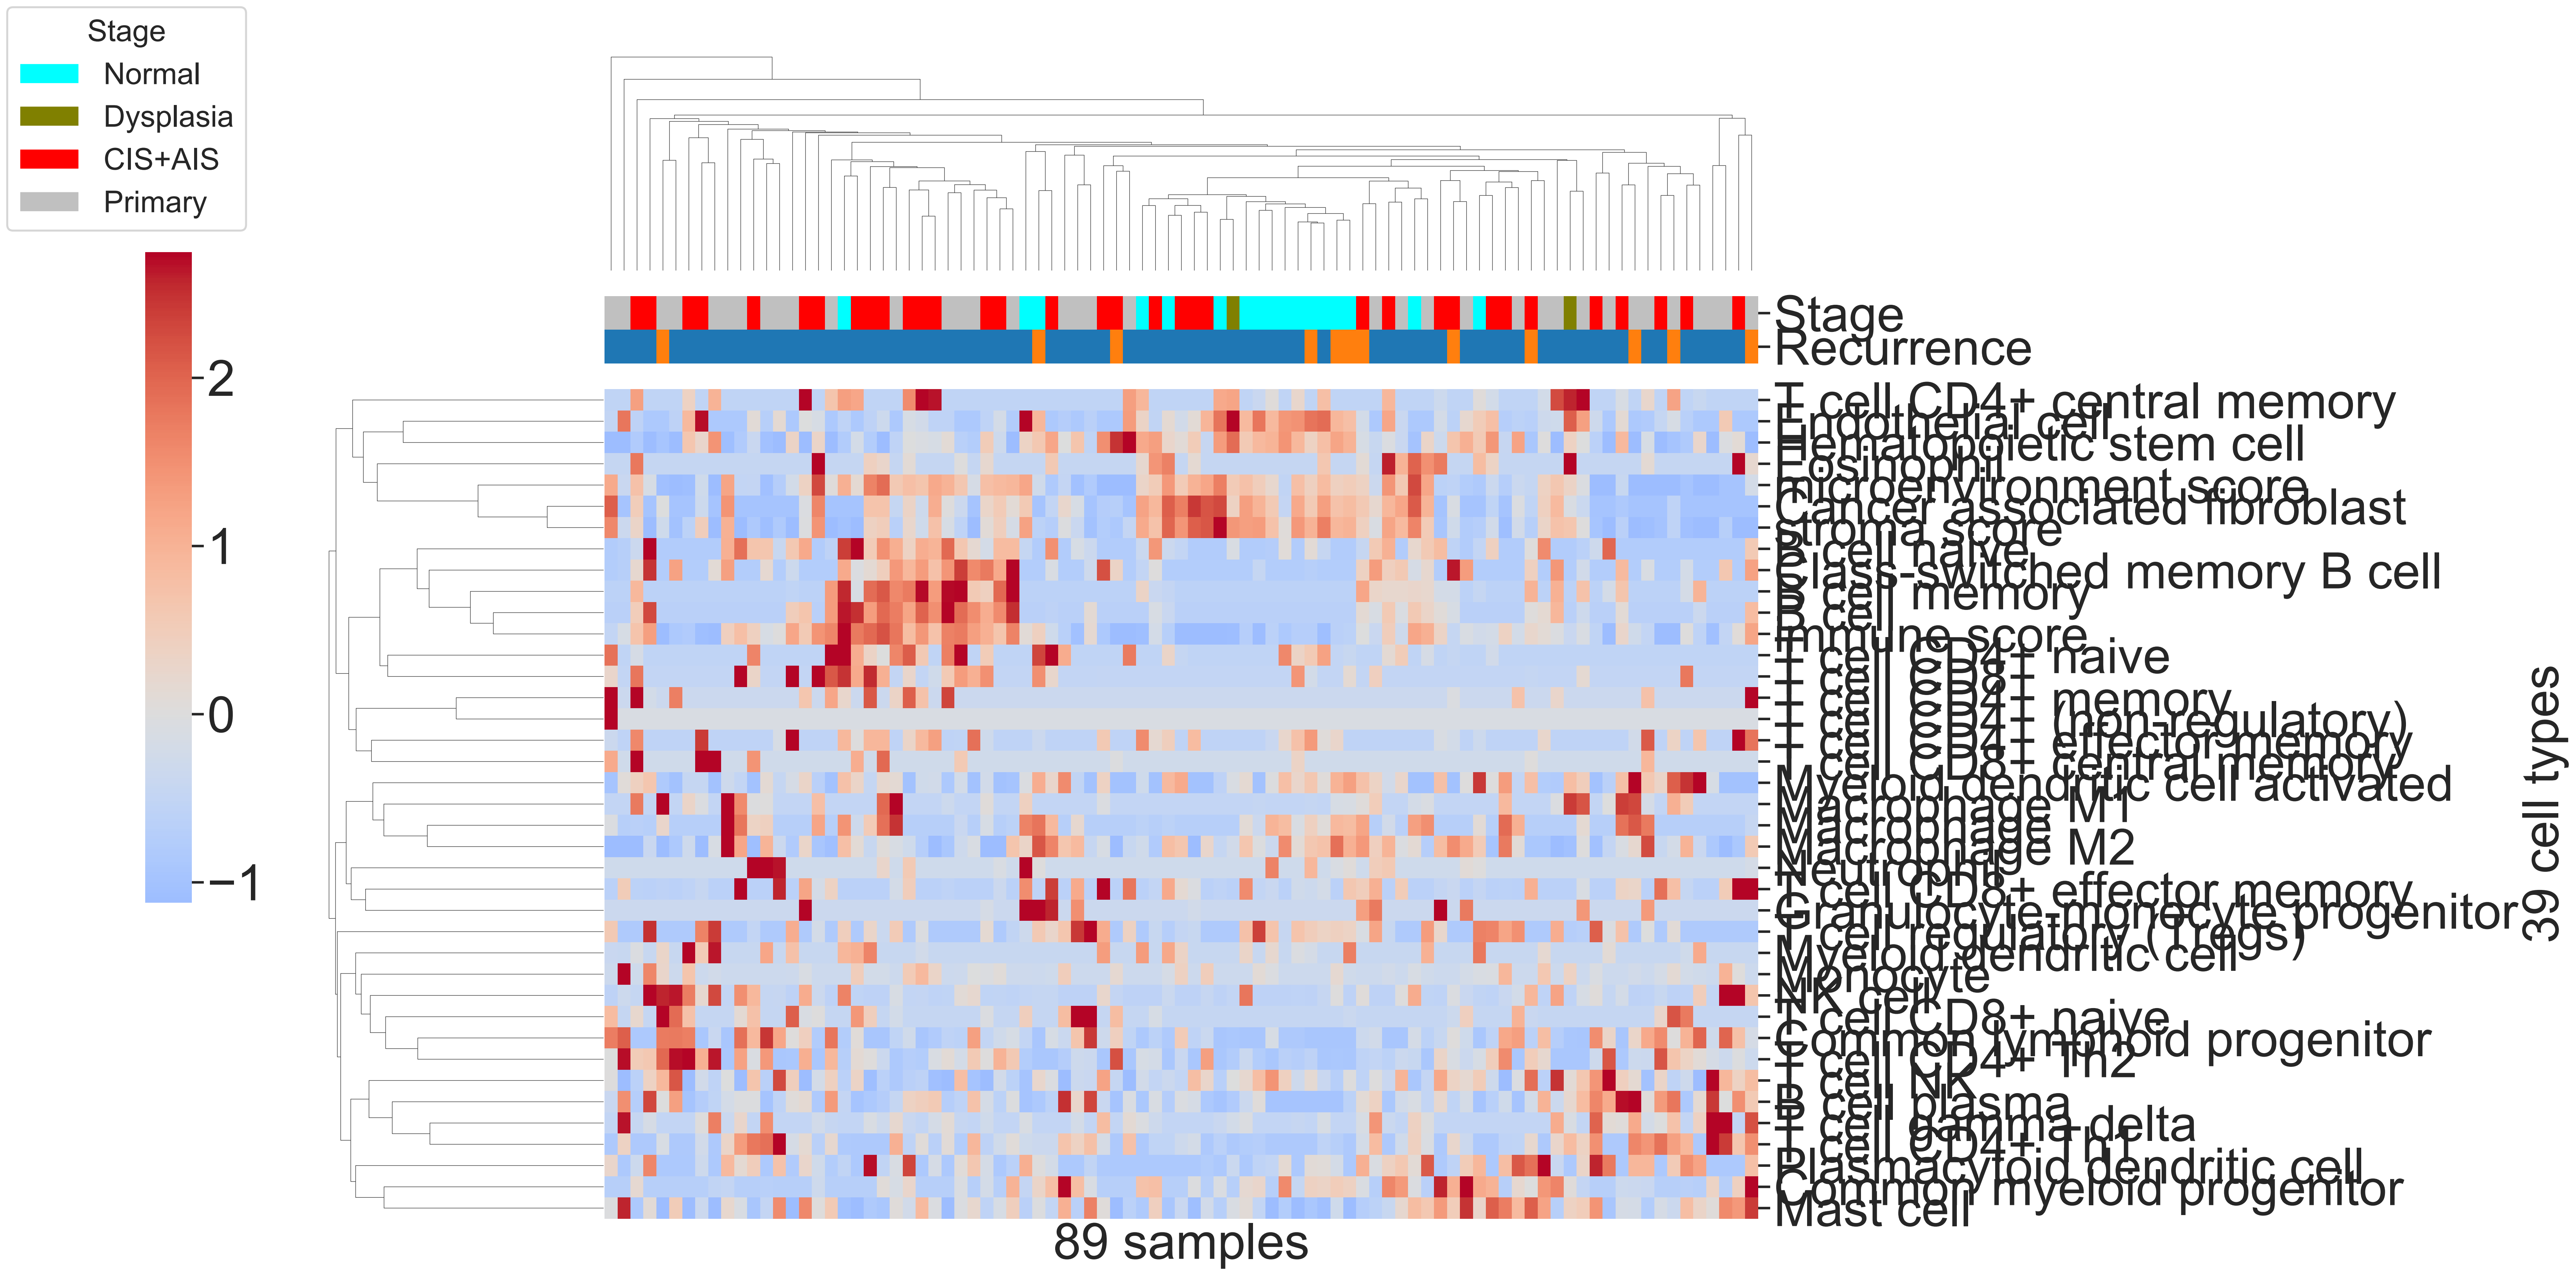 Stage
Normal
Dysplasia
CIS+AIS
Primary
2
1
0
−1
Stage
Recurrence
T cell CD4+ central memory
Endothelial cell
Hematopoietic stem cell
Eosinophil
microenvironment score
Cancer associated fibroblast
stroma score
B cell naive
Class-switched memory B cell
B cell memory
B cell
immune score
T cell CD4+ naive
T cell CD8+
T cell CD4+ memory
T cell CD4+ (non-regulatory)
T cell CD4+ effector memory
T cell CD8+ central memory
Myeloid dendritic cell activated
Macrophage M1
Macrophage
Macrophage M2
Neutrophil
T cell CD8+ effector memory
Granulocyte-monocyte progenitor
T cell regulatory (Tregs)
Myeloid dendritic cell
Monocyte
NK cell
T cell CD8+ naive
Common lymphoid progenitor
T cell CD4+ Th2
T cell NK
B cell plasma
T cell gamma delta
T cell CD4+ Th1
Plasmacytoid dendritic cell
Common myeloid progenitor
Mast cell
39 cell types
89 samples